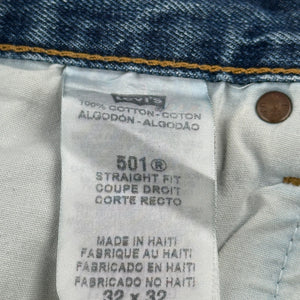 Levi's
100% COTTON-COTON
ALGODÓN-ALGODÃO
501®
STRAIGHT FIT
COUPE DROIT
CORTE RECTO
MADE IN HAITI
FABRIQUE AU HAITI
FABRICADO EN HAITI
FABRICADO NO HAITI
32 x 32